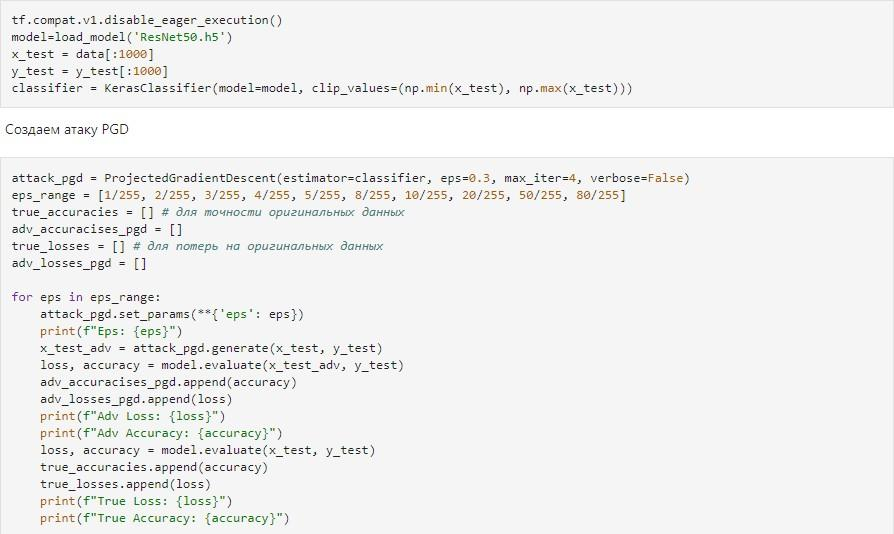 tf.compat.v1.disable_eager_execution()
model=load_model('ResNet50.h5')
x_test = data[:1000]
y_test = y_test[:1000]
classifier = KerasClassifier(model=model, clip_values=(np.min(x_test), np.max(x_test)))
Создаем атаку PGD
attack_pgd = ProjectedGradientDescent(estimator=classifier, eps=0.3, max_iter=4, verbose=False)
eps_range = [1/255, 2/255, 3/255, 4/255, 5/255, 8/255, 10/255, 20/255, 50/255, 80/255]
true_accuracies = [] # для точности оригинальных данных
adv_accuracises_pgd = []
true_losses = [] # для потерь на оригинальных данных
adv_losses_pgd = []
for eps in eps_range:
    attack_pgd.set_params(**{'eps': eps})
    print(f"Eps: {eps}")
    x_test_adv = attack_pgd.generate(x_test, y_test)
    loss, accuracy = model.evaluate(x_test_adv, y_test)
    adv_accuracises_pgd.append(accuracy)
    adv_losses_pgd.append(loss)
    print(f"Adv Loss: {loss}")
    print(f"Adv Accuracy: {accuracy}")
    loss, accuracy = model.evaluate(x_test, y_test)
    true_accuracies.append(accuracy)
    true_losses.append(loss)
    print(f"True Loss: {loss}")
    print(f"True Accuracy: {accuracy}")